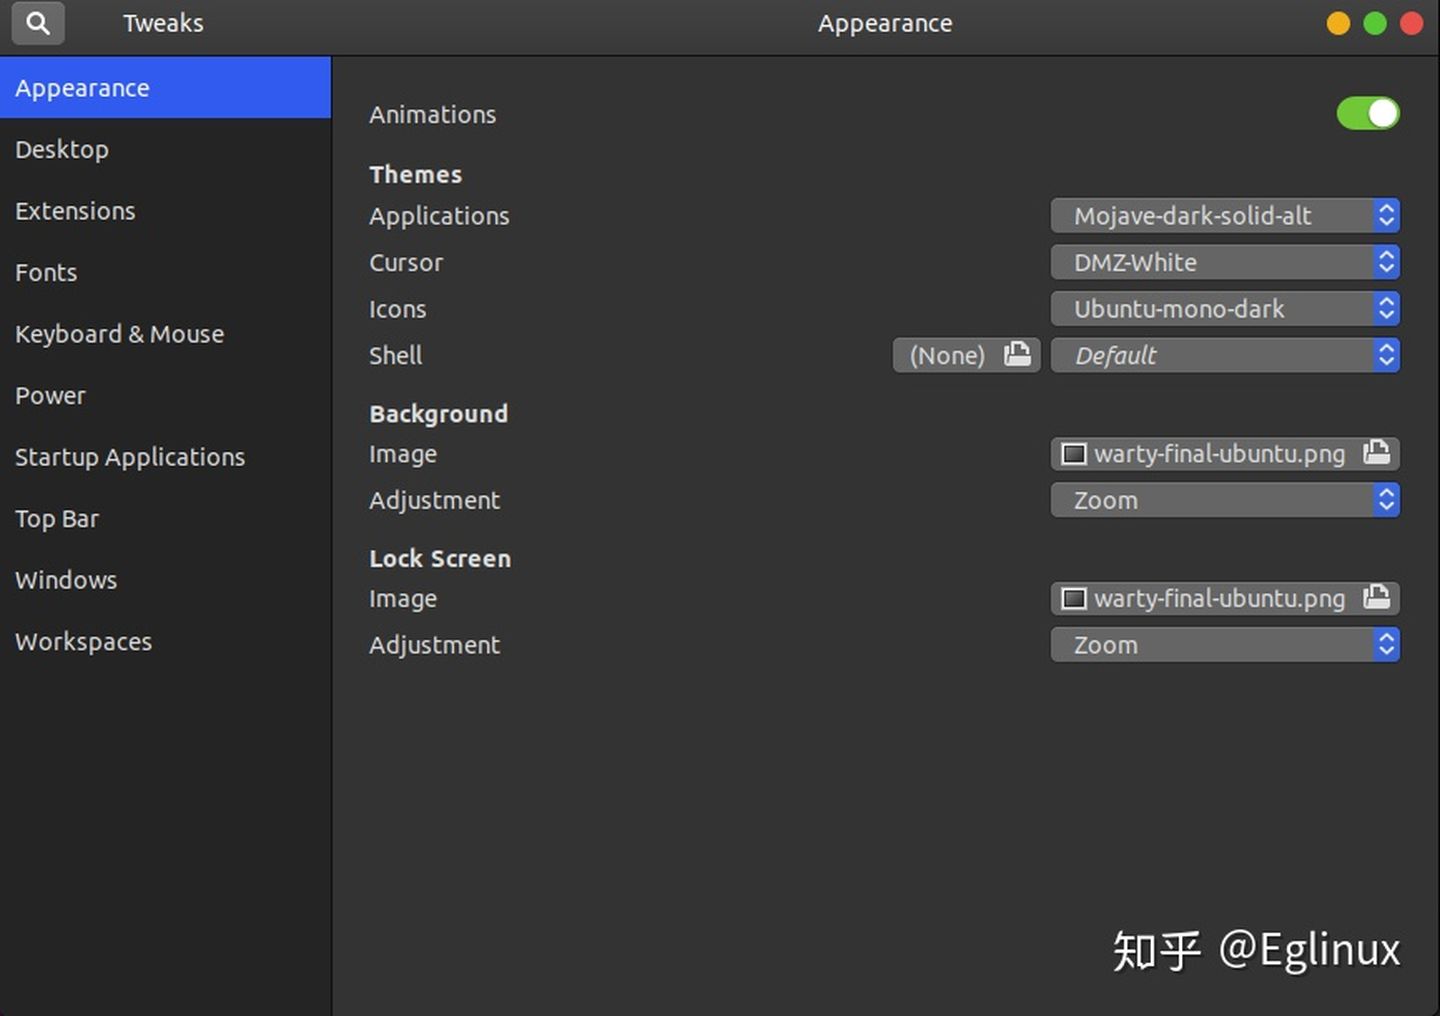 Tweaks
Appearance
Appearance
Desktop
Extensions
Fonts
Keyboard & Mouse
Power
Startup Applications
Top Bar
Windows
Workspaces
Animations
Themes
Applications Mojave-dark-solid-alt
Cursor DMZ-White
Icons Ubuntu-mono-dark
Shell (None) Default
Background
Image warty-final-ubuntu.png
Adjustment Zoom
Lock Screen
Image warty-final-ubuntu.png
Adjustment Zoom
知乎 @Eglinux